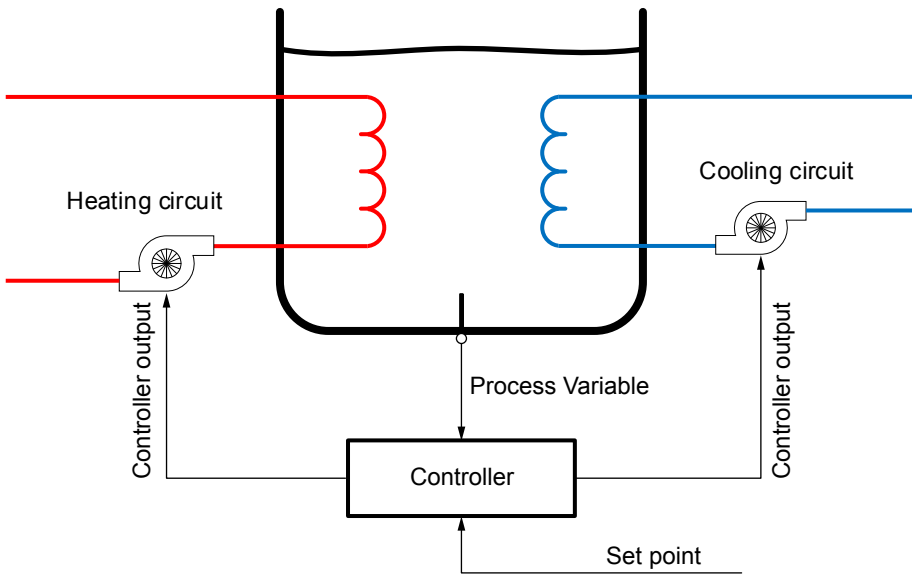 Cooling circuit
Heating circuit
Controller output
Process Variable
Controller output
Controller
Set point